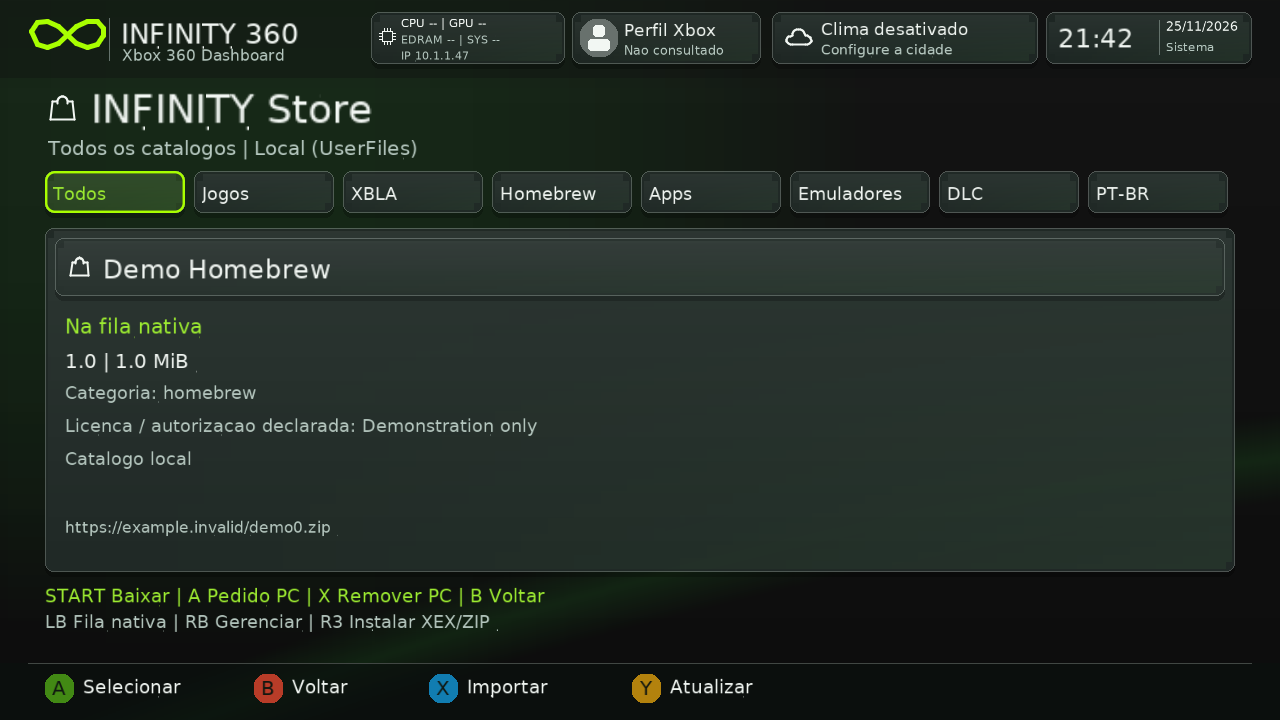 INFINITY 360
Xbox 360 Dashboard
CPU -- | GPU --
EDRAM -- | SYS --
IP 10.1.1.47
Perfil Xbox
Nao consultado
Clima desativado
Configure a cidade
21:42
25/11/2026
Sistema
INFINITY Store
Todos os catalogos | Local (UserFiles)
Todos
Jogos
XBLA
Homebrew
Apps
Emuladores
DLC
PT-BR
Demo Homebrew
Na fila nativa
1.0 | 1.0 MiB
Categoria: homebrew
Licenca / autorizacao declarada: Demonstration only
Catalogo local
https://example.invalid/demo0.zip
START Baixar | A Pedido PC | X Remover PC | B Voltar
LB Fila nativa | RB Gerenciar | R3 Instalar XEX/ZIP
A Selecionar
B Voltar
X Importar
Y Atualizar